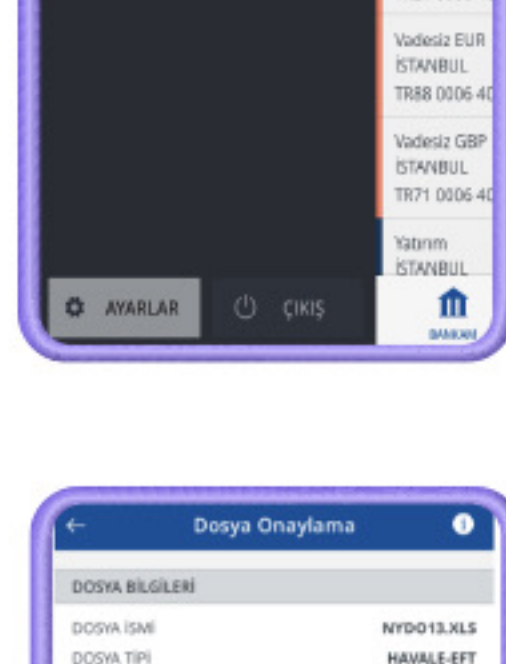 Vadesiz EUR
İSTANBUL
TR88 0006 40
Vadesiz GBP
İSTANBUL
TR71 0006 40
Yatırım
İSTANBUL
AYARLAR
ÇIKIŞ
BANKAM
Dosya Onaylama
DOSYA BİLGİLERİ
DOSYA İSMİ NYDO13.XLS
DOSYA TİPİ HAVALE-EFT